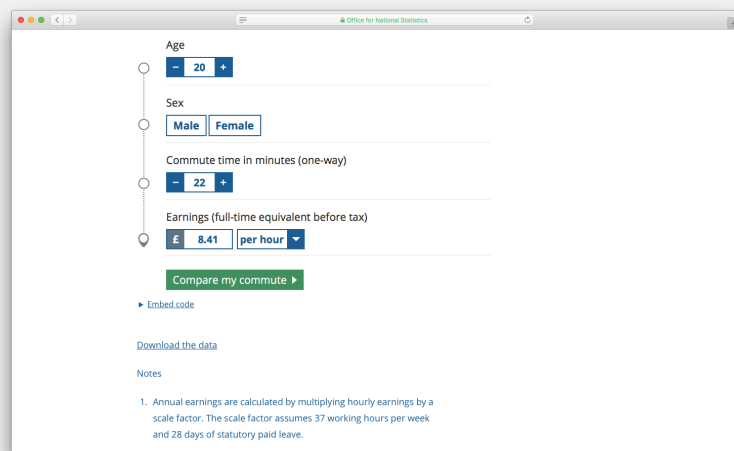 Office for National Statistics
Age
− 20 +
Sex
Male Female
Commute time in minutes (one-way)
− 22 +
Earnings (full-time equivalent before tax)
£ 8.41 per hour
Compare my commute
Embed code
Download the data
Notes
1. Annual earnings are calculated by multiplying hourly earnings by a
scale factor. The scale factor assumes 37 working hours per week
and 28 days of statutory paid leave.